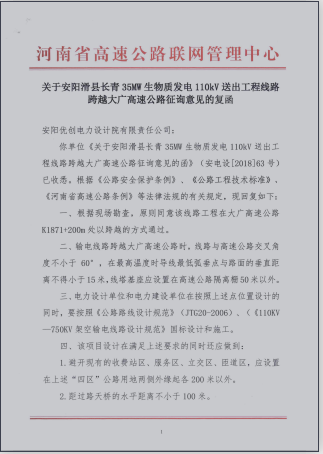 河南省高速公路联网管理中心
关于安阳滑县长青35MW生物质发电110kV送出工程线路
跨越大广高速公路征询意见的复函
安阳优创电力设计院有限责任公司:
你单位《关于安阳滑县长青35MW生物质发电110kV送出工
程线路跨越大广高速公路征询意见的函》(安电设[2018]63号)
已收悉。根据《公路安全保护条例》、《公路工程技术标准》、
《河南省高速公路条例》等法律法规的有关规定,现回复如下:
一、根据现场勘查,原则同意该线路工程在大广高速公路
K1871+200m处以跨越的方式通过。
二、输电线路跨越大广高速公路时,线路与高速公路交叉角
度不小于 60°,在最高温度时导线最低弧垂点与路面的垂直距
离不得小于15米,线塔基座应设置在高速公路隔离栅50米以外。
三、电力设计单位和电力建设单位在按照上述点位置设计的
同时,要按照《公路路线设计规范》(JTG20-2006)、《110KV
—750KV架空输电线路设计规范》国标设计和施工。
四、该项目设计在满足上述要求的同时还应做到:
1.避开现有的收费站区、服务区、立交区、匝道区,应设置
在上述“四区”公路用地两侧外缘起各200米以外。
2.距过路天桥的水平距离不小于100米。
1